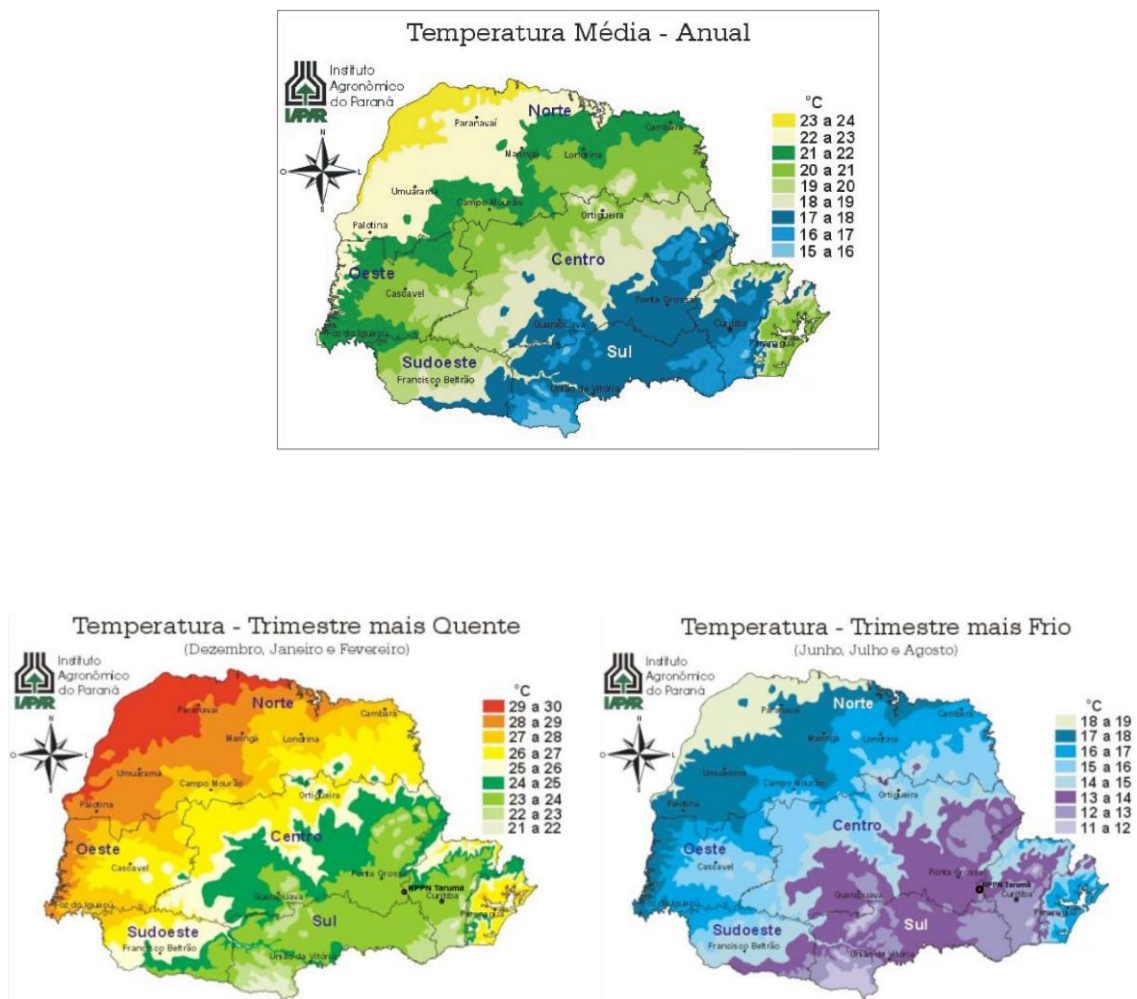 Temperatura Média - Anual
Instituto
Agronômico
do Paraná
IAPAR
N
O
L
S
°C
23 a 24
22 a 23
21 a 22
20 a 21
19 a 20
18 a 19
17 a 18
16 a 17
15 a 16
Norte
Paranavaí
Cambará
Maringá
Londrina
Umuarama
Campo Mourão
Ortigueira
Palotina
Centro
Oeste
Cascavel
Ponta Grossa
Guarapuava
Curitiba
Foz do Iguaçu
Paranaguá
Sul
Sudoeste
Francisco Beltrão
União da Vitória
Temperatura - Trimestre mais Quente
(Dezembro, Janeiro e Fevereiro)
Instituto
Agronômico
do Paraná
IAPAR
N
O
L
S
°C
29 a 30
28 a 29
27 a 28
26 a 27
25 a 26
24 a 25
23 a 24
22 a 23
21 a 22
Norte
Paranavaí
Cambará
Maringá
Londrina
Umuarama
Campo Mourão
Ortigueira
Palotina
Centro
Oeste
Cascavel
Ponta Grossa
RPPN Tarumã
Guarapuava
Curitiba
Foz do Iguaçu
Paranaguá
Sul
Sudoeste
Francisco Beltrão
União da Vitória
Temperatura - Trimestre mais Frio
(Junho, Julho e Agosto)
Instituto
Agronômico
do Paraná
IAPAR
N
O
L
S
°C
18 a 19
17 a 18
16 a 17
15 a 16
14 a 15
13 a 14
12 a 13
11 a 12
Norte
Paranavaí
Cambará
Maringá
Londrina
Umuarama
Campo Mourão
Ortigueira
Palotina
Centro
Oeste
Cascavel
Ponta Grossa
RPPN Tarumã
Guarapuava
Curitiba
Foz do Iguaçu
Paranaguá
Sul
Sudoeste
Francisco Beltrão
União da Vitória